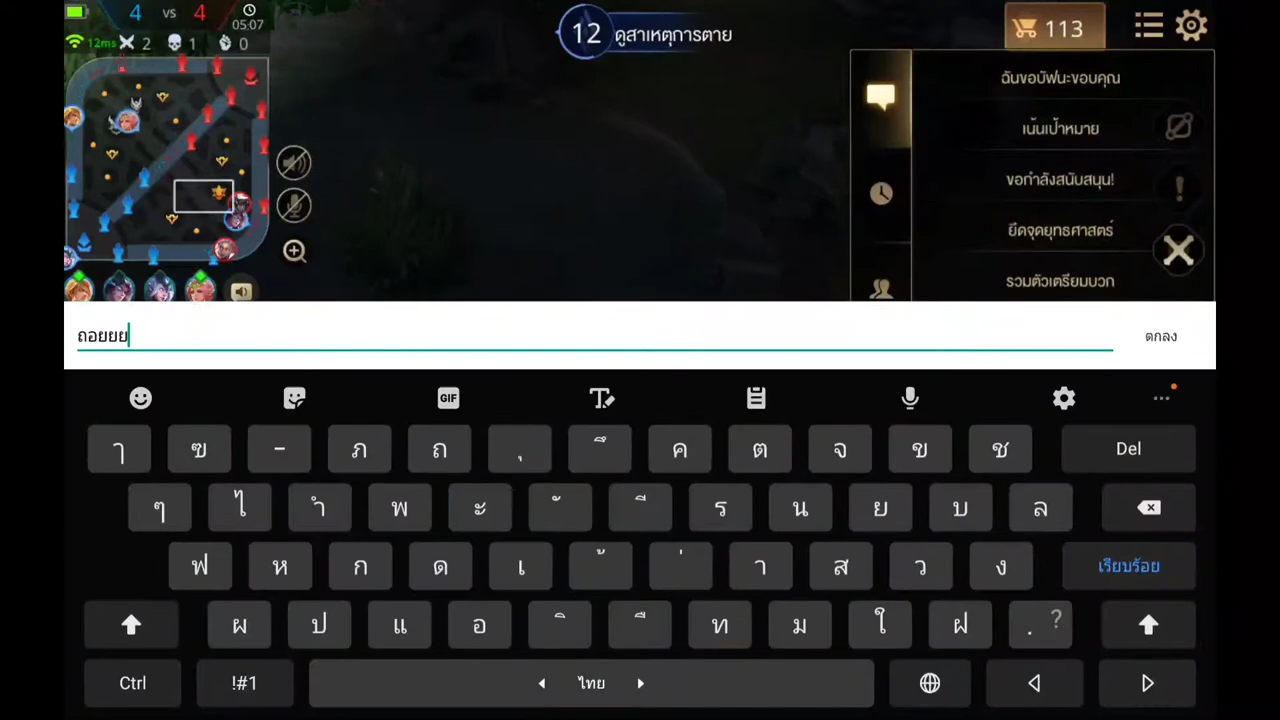 4 vs 4
05:07
12ms 2 1 0
12 ดูสาเหตุการตาย
113
ฉันขอบัฟนะขอบคุณ
เน้นเป้าหมาย
ขอกำลังสนับสนุน!
ยึดจุดยุทธศาสตร์
รวมตัวเตรียมบวก
ถอยยย
ตกลง
GIF
ๅ ฃ - ภ ถ ุ ึ ค ต จ ข ช Del
ๆ ไ ำ พ ะ ั ี ร น ย บ ล
ฟ ห ก ด เ ้ ่ า ส ว ง เรียบร้อย
ผ ป แ อ ิ ื ท ม ใ ฝ . ?
Ctrl !#1 ไทย